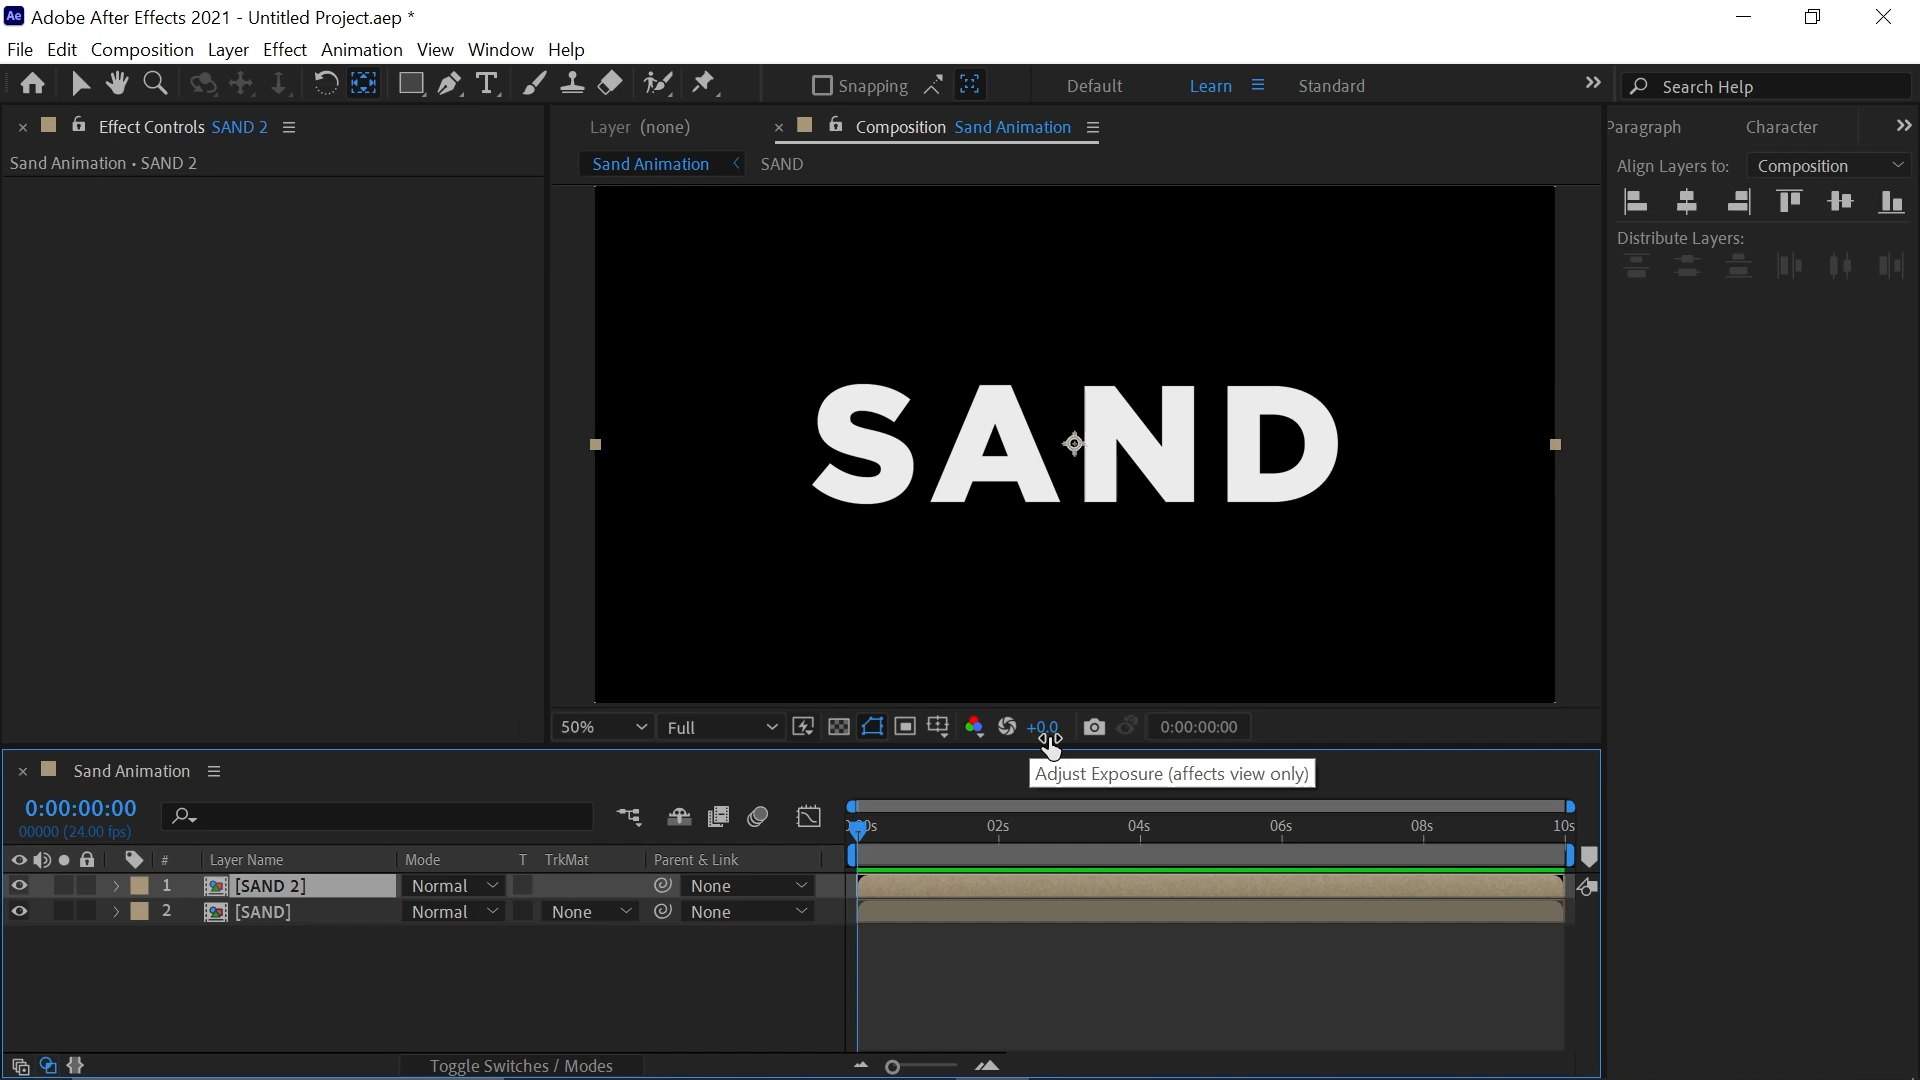 Ae Adobe After Effects 2021 - Untitled Project.aep *
File Edit Composition Layer Effect Animation View Window Help
Snapping Default Learn Standard Search Help
Effect Controls SAND 2
Layer (none)
Composition Sand Animation
Paragraph Character
Sand Animation • SAND 2
Sand Animation SAND
Align Layers to: Composition
Distribute Layers:
SAND
50% Full +0.0 0:00:00:00
Adjust Exposure (affects view only)
Sand Animation
0:00:00:00
00000 (24.00 fps)
02s 04s 06s 08s 10s
# Layer Name Mode T TrkMat Parent & Link
1 [SAND 2] Normal None
2 [SAND] Normal None None
Toggle Switches / Modes